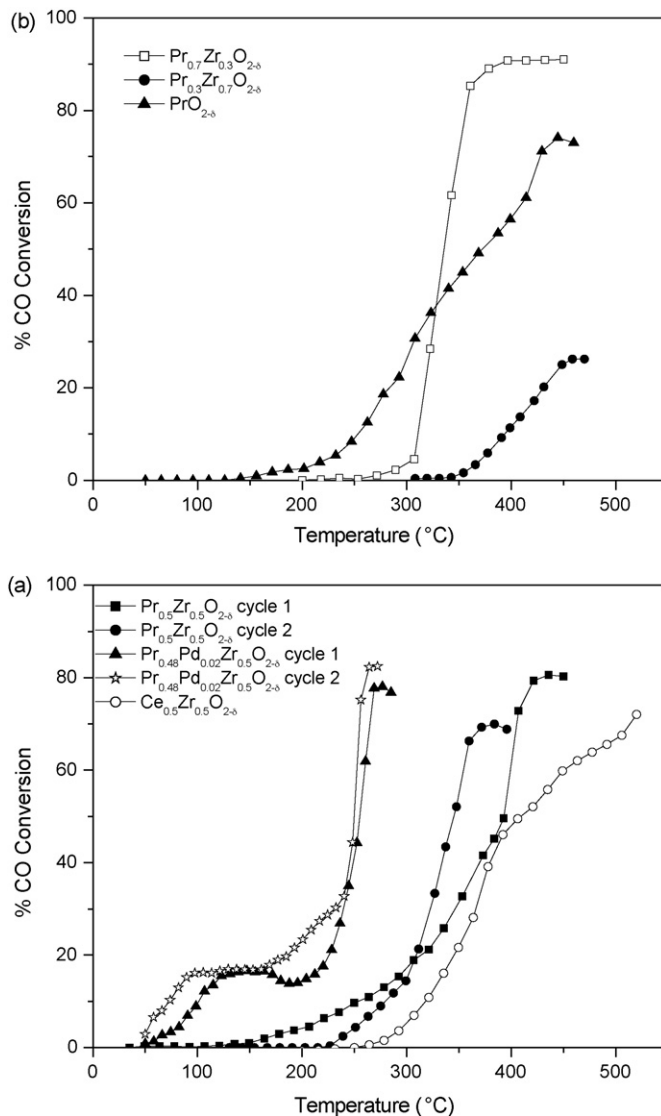 (b)
Pr₀.₇Zr₀.₃O₂₋δ
Pr₀.₃Zr₀.₇O₂₋δ
PrO₂₋δ
100
80
60
40
20
0
% CO Conversion
0 100 200 300 400 500
Temperature (°C)
(a)
Pr₀.₅Zr₀.₅O₂₋δ cycle 1
Pr₀.₅Zr₀.₅O₂₋δ cycle 2
Pr₀.₄₈Pd₀.₀₂Zr₀.₅O₂₋δ cycle 1
Pr₀.₄₈Pd₀.₀₂Zr₀.₅O₂₋δ cycle 2
Ce₀.₅Zr₀.₅O₂₋δ
100
80
60
40
20
0
% CO Conversion
0 100 200 300 400 500
Temperature (°C)